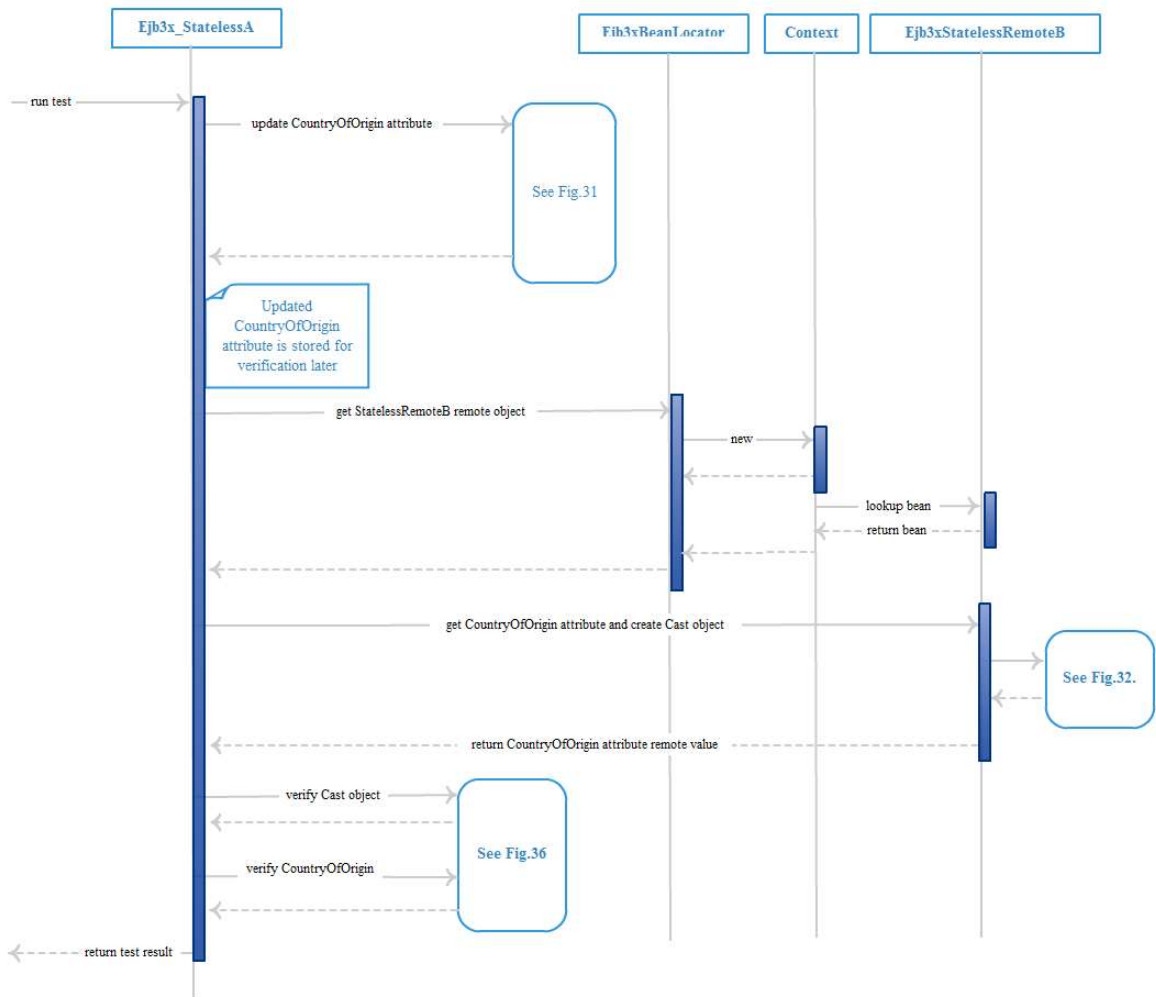 Ejb3x_StatelessA
Ejb3xBeanLocator
Context
Ejb3xStatelessRemoteB
run test
update CountryOfOrigin attribute
See Fig.31
Updated
CountryOfOrigin
attribute is stored for
verification later
get StatelessRemoteB remote object
new
lookup bean
return bean
get CountryOfOrigin attribute and create Cast object
See Fig.32.
return CountryOfOrigin attribute remote value
verify Cast object
See Fig.36
verify CountryOfOrigin
return test result